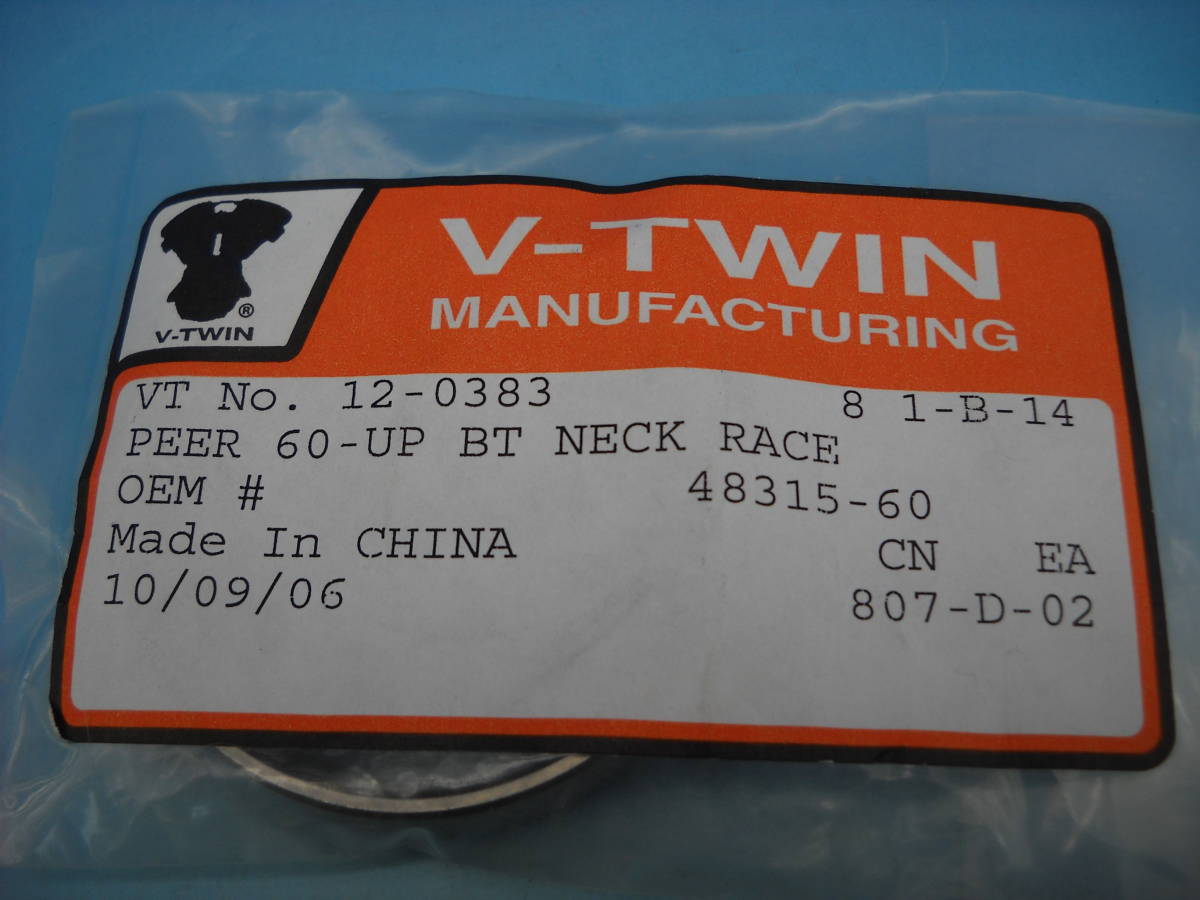 V-TWIN
MANUFACTURING
®
V-TWIN
VT No. 12-0383 8 1-B-14
PEER 60-UP BT NECK RACE
OEM # 48315-60
Made In CHINA CN EA
10/09/06 807-D-02